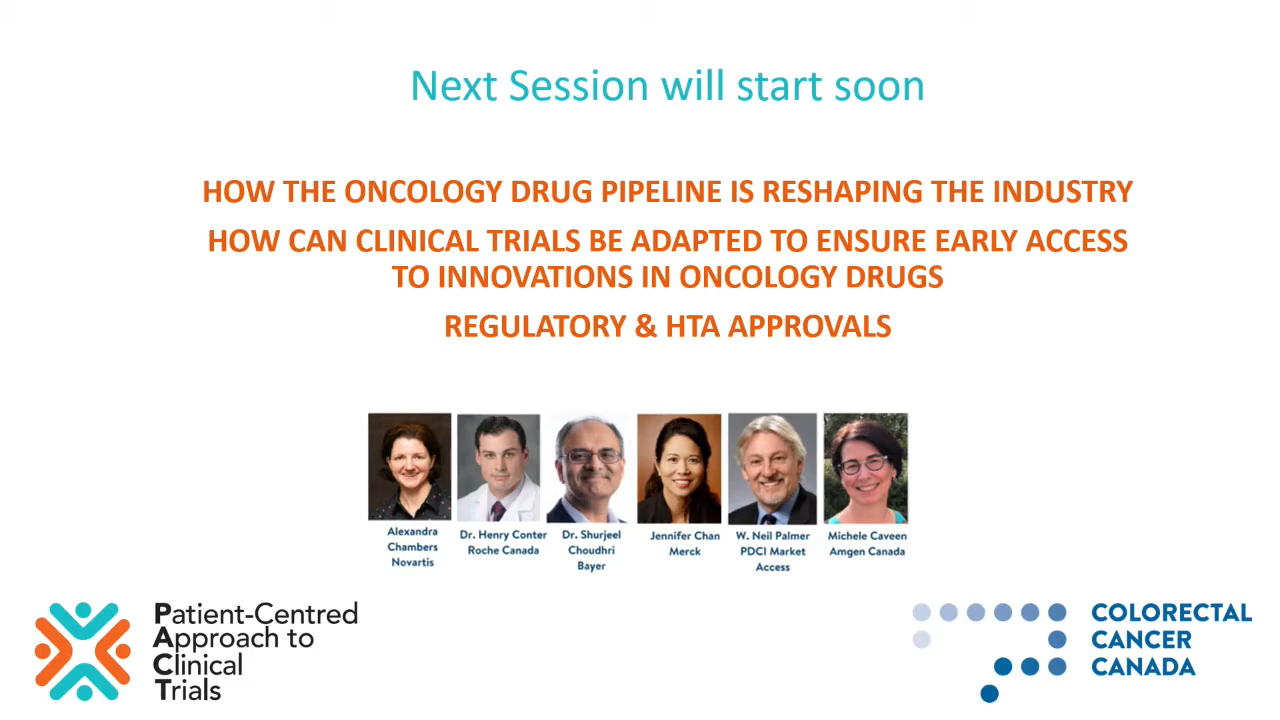 Next Session will start soon
HOW THE ONCOLOGY DRUG PIPELINE IS RESHAPING THE INDUSTRY
HOW CAN CLINICAL TRIALS BE ADAPTED TO ENSURE EARLY ACCESS
TO INNOVATIONS IN ONCOLOGY DRUGS
REGULATORY & HTA APPROVALS
Alexandra
Chambers
Novartis
Dr. Henry Conter
Roche Canada
Dr. Shurjeel
Choudhri
Bayer
Jennifer Chan
Merck
W. Neil Palmer
PDCI Market
Access
Michele Caveen
Amgen Canada
Patient-Centred
Approach to
Clinical
Trials
COLORECTAL
CANCER
CANADA